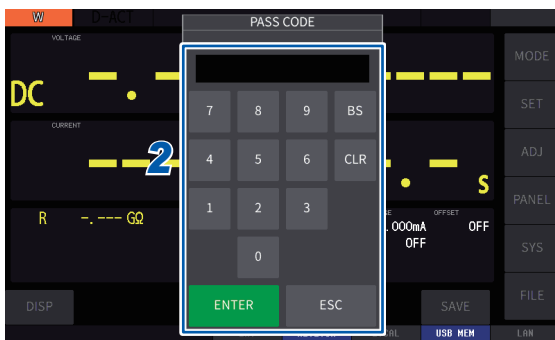 W D-ACT PASS CODE
VOLTAGE
MODE
DC -.---
7 8 9 BS
SET
CURRENT
2
4 5 6 CLR
ADJ
S
PANEL
1 2 3
R -.--- GΩ
.000mA OFFSET OFF
OFF
0
SYS
ENTER ESC
FILE
DISP SAVE
USB MEM LAN